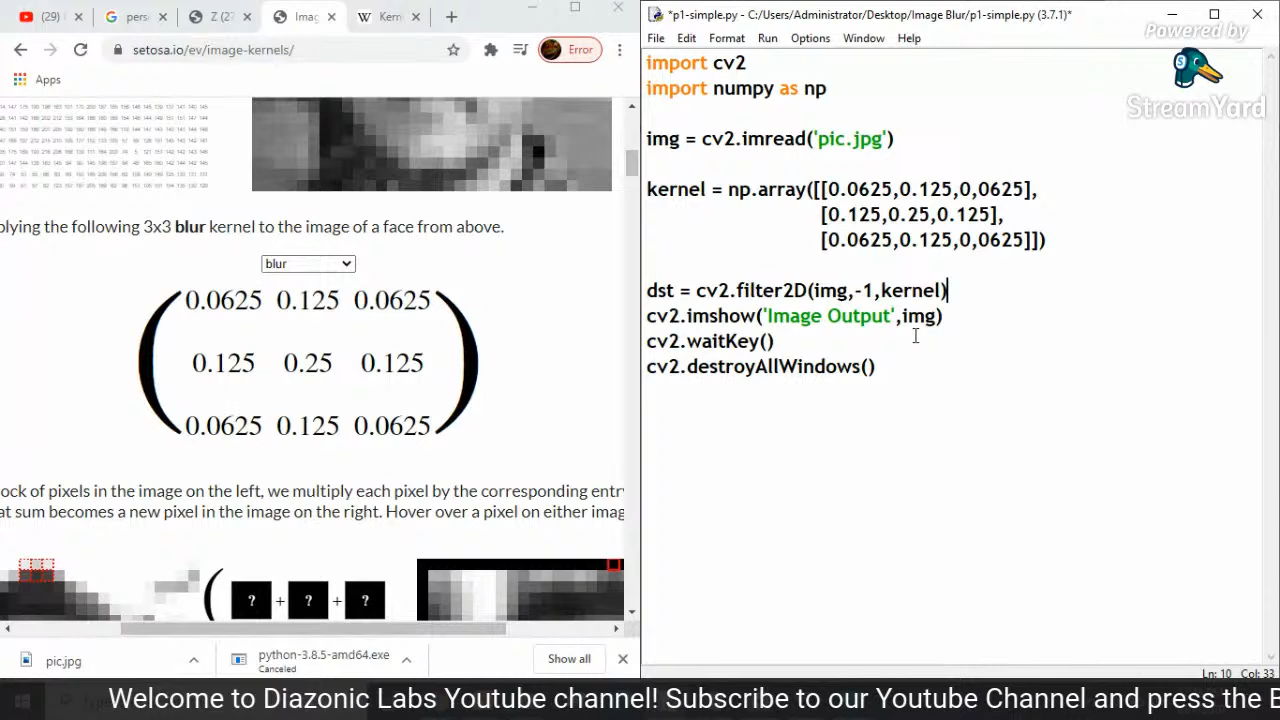 (29)
pers
Z (2
Imag
Kern
*p1-simple.py - C:/Users/Administrator/Desktop/Image Blur/p1-simple.py (3.7.1)*
setosa.io/ev/image-kernels/
Error
File Edit Format Run Options Window Help
Powered by
StreamYard
Apps
import cv2
import numpy as np
img = cv2.imread('pic.jpg')
kernel = np.array([[0.0625,0.125,0,0625],
[0.125,0.25,0.125],
[0.0625,0.125,0,0625]])
dst = cv2.filter2D(img,-1,kernel)
cv2.imshow('Image Output',img)
cv2.waitKey()
cv2.destroyAllWindows()
plying the following 3x3 blur kernel to the image of a face from above.
blur
0.0625 0.125 0.0625
0.125 0.25 0.125
0.0625 0.125 0.0625
ock of pixels in the image on the left, we multiply each pixel by the corresponding entry
at sum becomes a new pixel in the image on the right. Hover over a pixel on either imag
( ? + ? + ?
pic.jpg
python-3.8.5-amd64.exe
Canceled
Show all
Ln: 10 Col: 33
Welcome to Diazonic Labs Youtube channel! Subscribe to our Youtube Channel and press the B